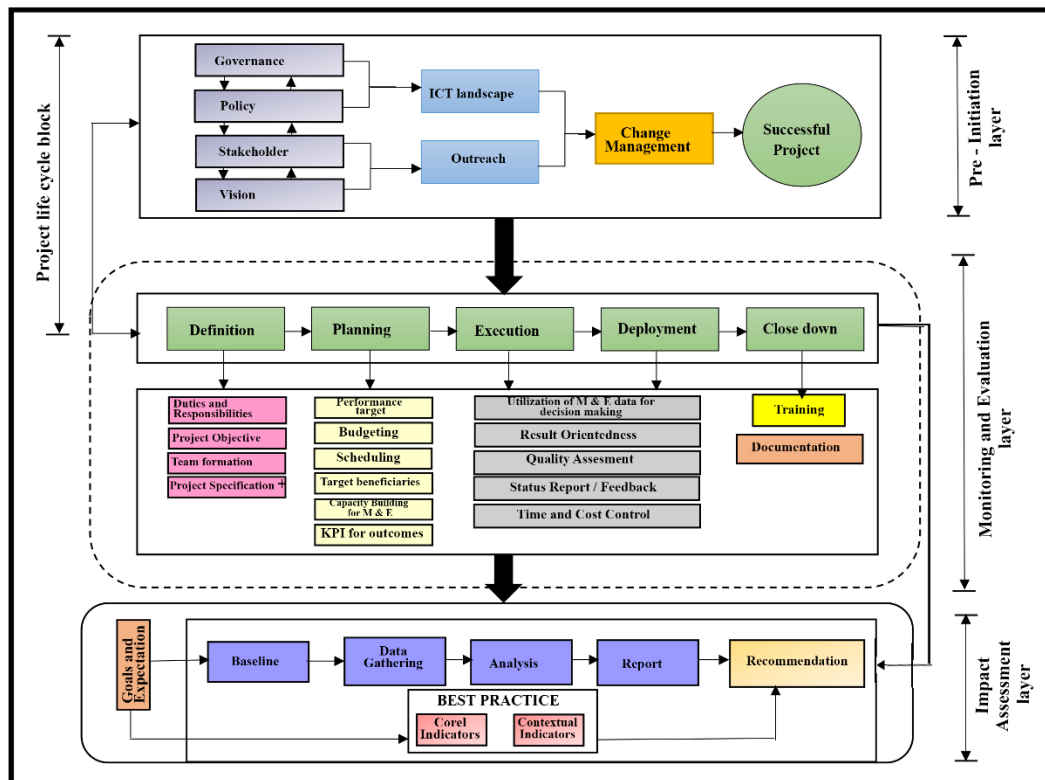 Project life cycle block
Governance
Policy
Stakeholder
Vision
ICT landscape
Outreach
Change
Management
Successful
Project
Pre - Initiation
layer
Definition
Planning
Execution
Deployment
Close down
Duties and
Responsibilities
Project Objective
Team formation
Project Specification +
Performance
target
Budgeting
Scheduling
Target beneficiaries
Capacity Building
for M & E
KPI for outcomes
Utilization of M & E data for
decision making
Result Orientedness
Quality Assesment
Status Report / Feedback
Time and Cost Control
Training
Documentation
Monitoring and Evaluation
layer
Goals and
Expectation
Baseline
Data
Gathering
Analysis
Report
Recommendation
BEST PRACTICE
Corel
Indicators
Contextual
Indicators
Impact
Assessment
layer